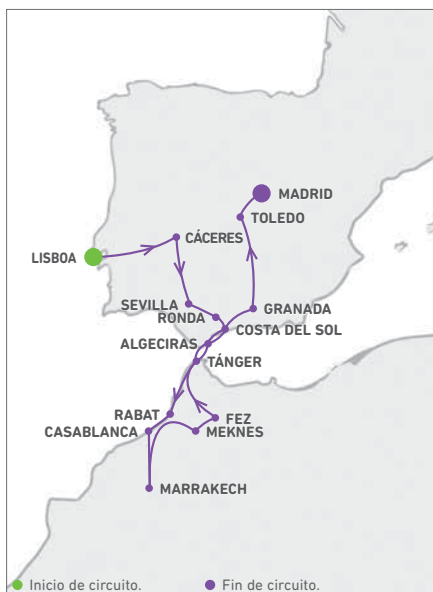 MADRID
TOLEDO
CÁCERES
LISBOA
SEVILLA
GRANADA
RONDA
COSTA DEL SOL
ALGECIRAS
TÁNGER
RABAT
FEZ
CASABLANCA
MEKNES
MARRAKECH
Inicio de circuito.
Fin de circuito.